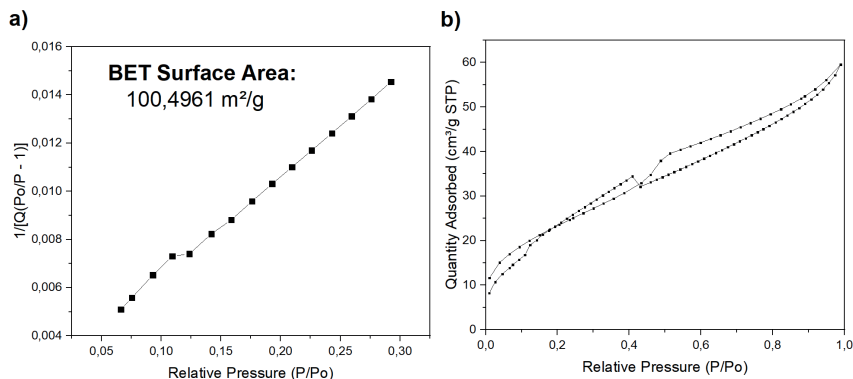 a)
BET Surface Area:
100,4961 m²/g
1/[Q(Po/P - 1)]
0,016
0,014
0,012
0,010
0,008
0,006
0,004
0,05 0,10 0,15 0,20 0,25 0,30
Relative Pressure (P/Po)
b)
Quantity Adsorbed (cm³/g STP)
60
50
40
30
20
10
0
0,0 0,2 0,4 0,6 0,8 1,0
Relative Pressure (P/Po)